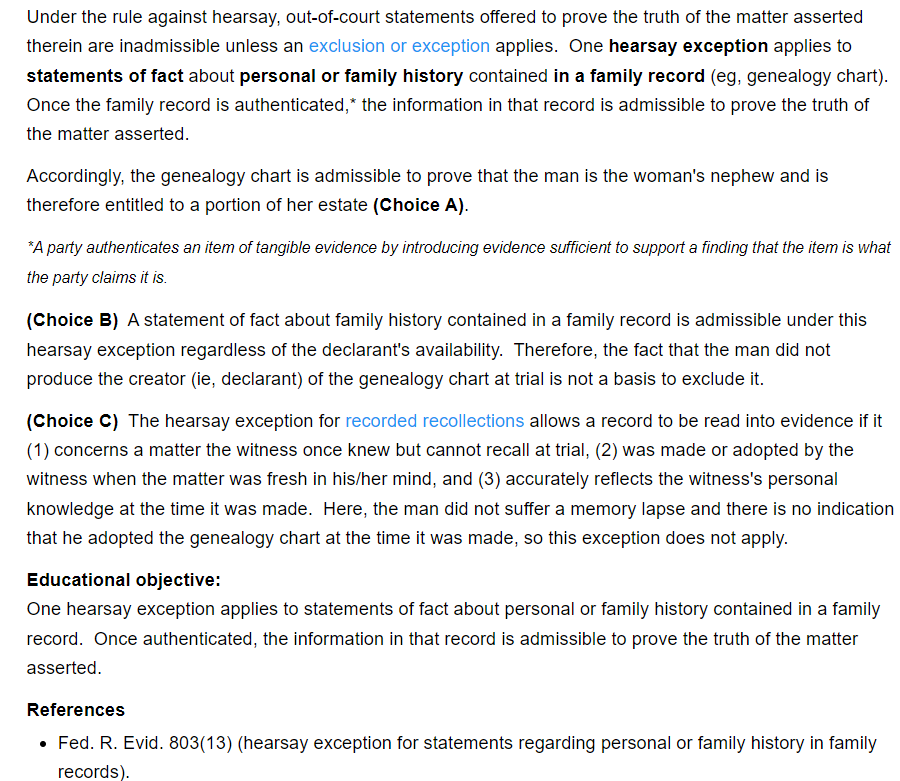 Under the rule against hearsay, out-of-court statements offered to prove the truth of the matter asserted
therein are inadmissible unless an exclusion or exception applies.  One hearsay exception applies to
statements of fact about personal or family history contained in a family record (eg, genealogy chart).
Once the family record is authenticated,* the information in that record is admissible to prove the truth of
the matter asserted.
Accordingly, the genealogy chart is admissible to prove that the man is the woman's nephew and is
therefore entitled to a portion of her estate (Choice A).
*A party authenticates an item of tangible evidence by introducing evidence sufficient to support a finding that the item is what
the party claims it is.
(Choice B)  A statement of fact about family history contained in a family record is admissible under this
hearsay exception regardless of the declarant's availability.  Therefore, the fact that the man did not
produce the creator (ie, declarant) of the genealogy chart at trial is not a basis to exclude it.
(Choice C)  The hearsay exception for recorded recollections allows a record to be read into evidence if it
(1) concerns a matter the witness once knew but cannot recall at trial, (2) was made or adopted by the
witness when the matter was fresh in his/her mind, and (3) accurately reflects the witness's personal
knowledge at the time it was made.  Here, the man did not suffer a memory lapse and there is no indication
that he adopted the genealogy chart at the time it was made, so this exception does not apply.
Educational objective:
One hearsay exception applies to statements of fact about personal or family history contained in a family
record.  Once authenticated, the information in that record is admissible to prove the truth of the matter
asserted.
References
• Fed. R. Evid. 803(13) (hearsay exception for statements regarding personal or family history in family
records).